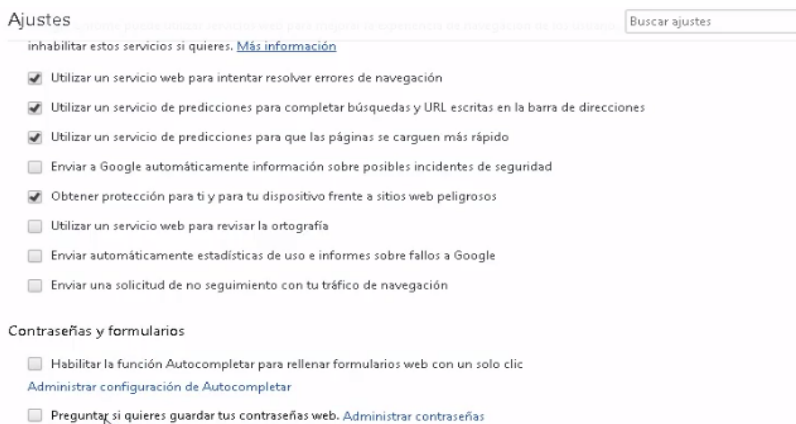 Ajustes
Buscar ajustes
inhabilitar estos servicios si quieres. Más información
Utilizar un servicio web para intentar resolver errores de navegación
Utilizar un servicio de predicciones para completar búsquedas y URL escritas en la barra de direcciones
Utilizar un servicio de predicciones para que las páginas se carguen más rápido
Enviar a Google automáticamente información sobre posibles incidentes de seguridad
Obtener protección para ti y para tu dispositivo frente a sitios web peligrosos
Utilizar un servicio web para revisar la ortografía
Enviar automáticamente estadísticas de uso e informes sobre fallos a Google
Enviar una solicitud de no seguimiento con tu tráfico de navegación
Contraseñas y formularios
Habilitar la función Autocompletar para rellenar formularios web con un solo clic
Administrar configuración de Autocompletar
Preguntar si quieres guardar tus contraseñas web. Administrar contraseñas